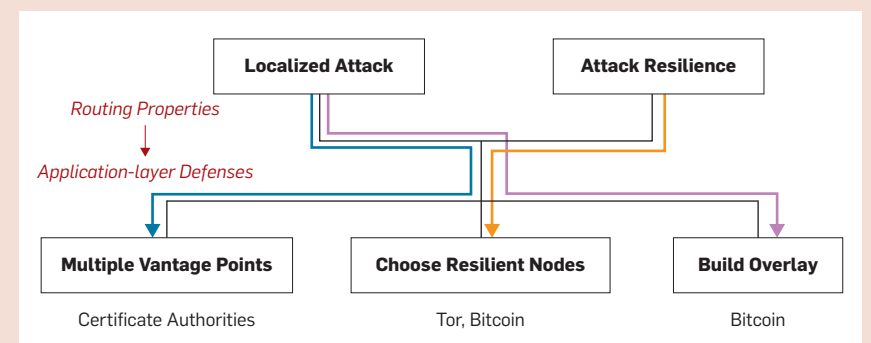 Localized Attack
Attack Resilience
Routing Properties
Application-layer Defenses
Multiple Vantage Points
Choose Resilient Nodes
Build Overlay
Certificate Authorities
Tor, Bitcoin
Bitcoin